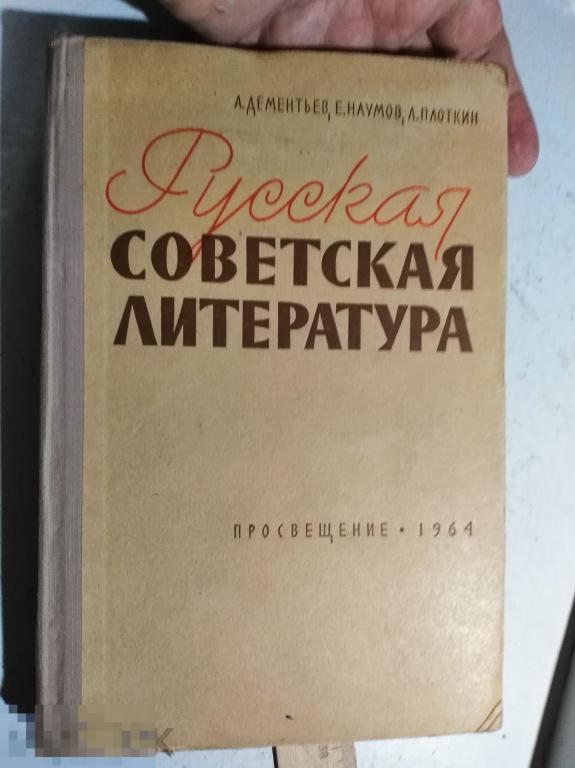 А. ДЕМЕНТЬЕВ, Е. НАУМОВ, Л. ПЛОТКИН
Русская
СОВЕТСКАЯ
ЛИТЕРАТУРА
ПРОСВЕЩЕНИЕ • 1964